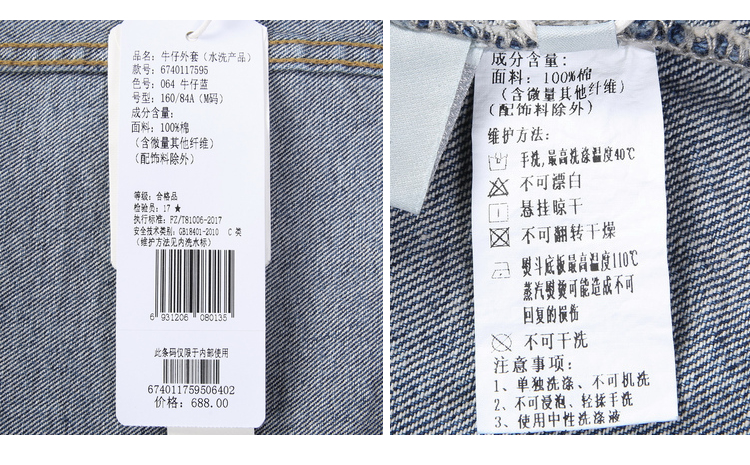 品名：牛仔外套（水洗产品）
款号：6740117595
色号：064 牛仔蓝
号型：160/84A（M码）
成分含量：
面料：100%棉
（含微量其他纤维）
（配饰料除外）
等级：合格品
检验员：17 ★
执行标准：FZ/T81006-2017
安全技术类别：GB18401-2010 C 类
（维护方法见内洗水标）
6 931206 080135
此条码仅限于内部使用
674011759506402
价格：688.00
成分含量：
面料：100%棉
（含微量其他纤维）
（配饰料除外）
维护方法：
手洗，最高洗涤温度40℃
不可漂白
悬挂晾干
不可翻转干燥
熨斗底板最高温度110℃
蒸汽熨烫可能造成不可
回复的损伤
不可干洗
注意事项：
1、单独洗涤、不可机洗
2、不可浸泡、轻揉手洗
3、使用中性洗涤液